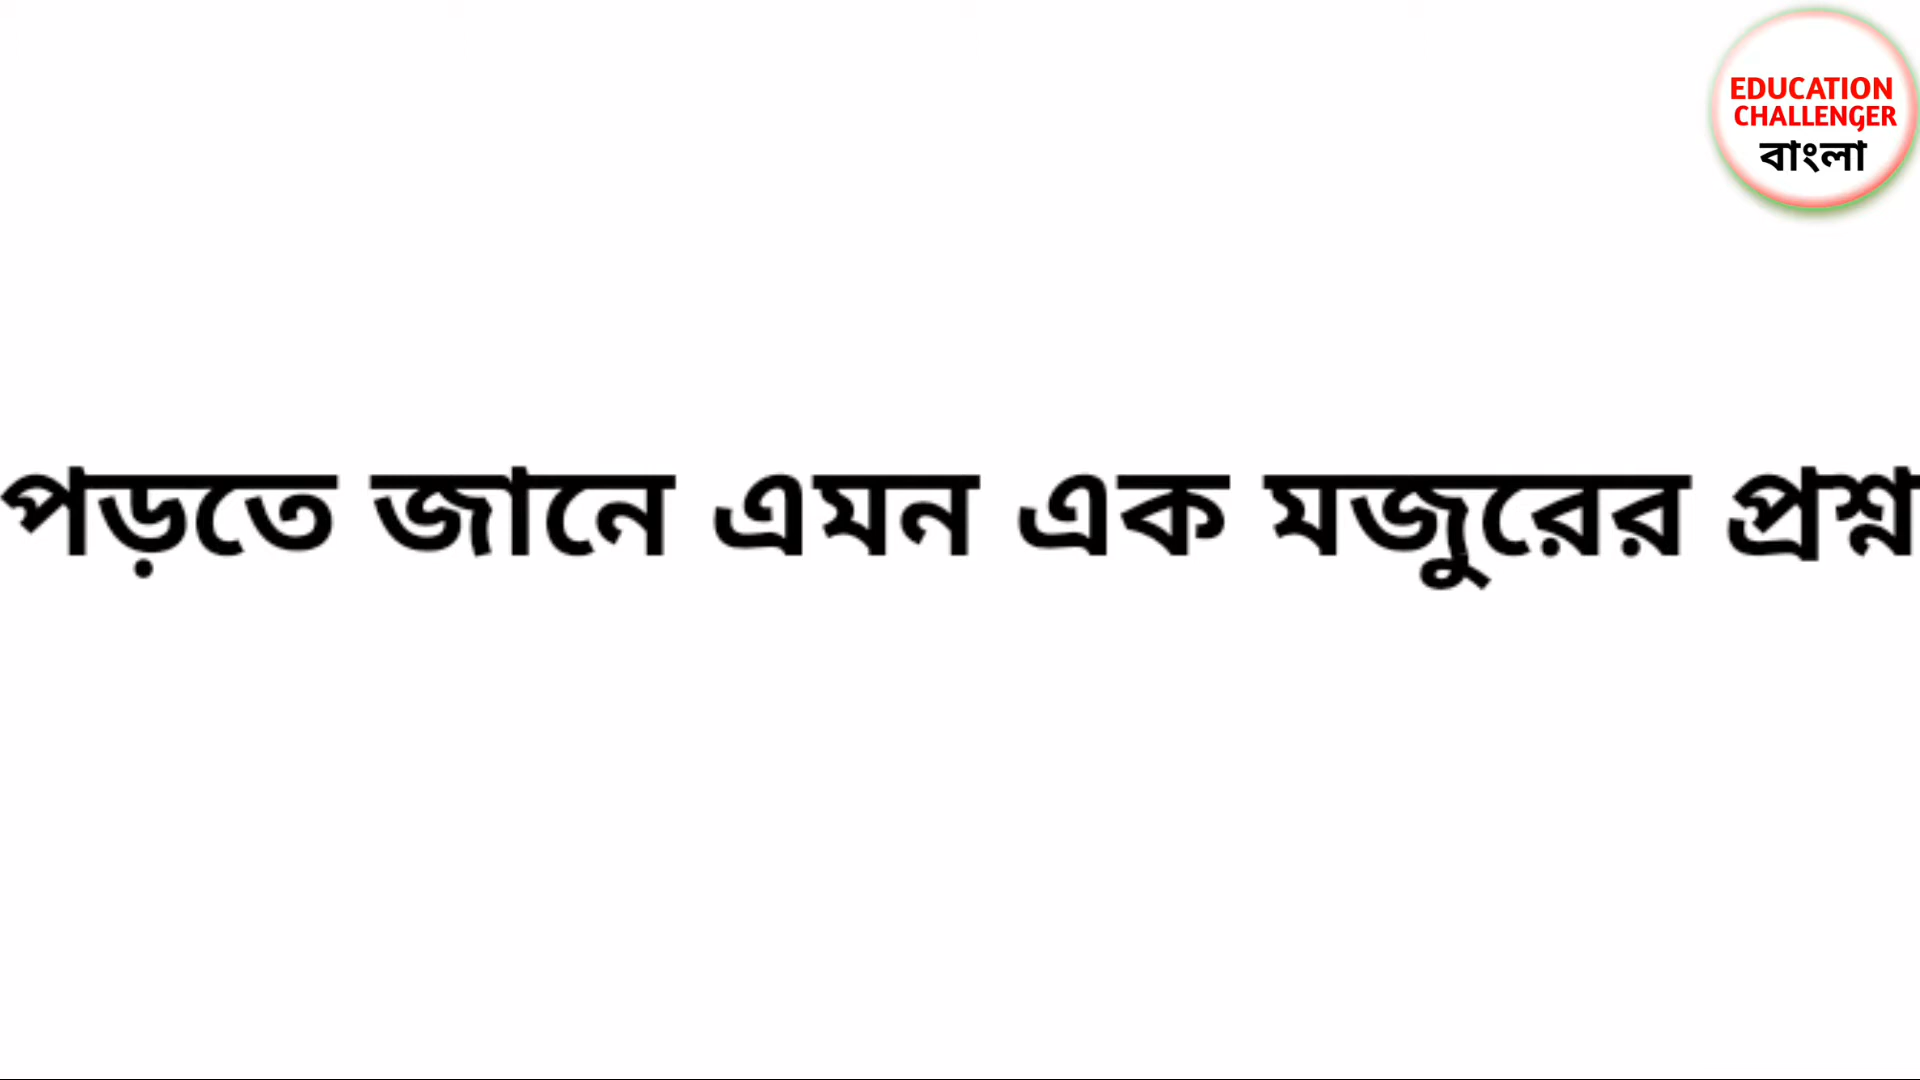 EDUCATION
CHALLENGER
বাংলা
পড়তে জানে এমন এক মজুরের প্রশ্ন